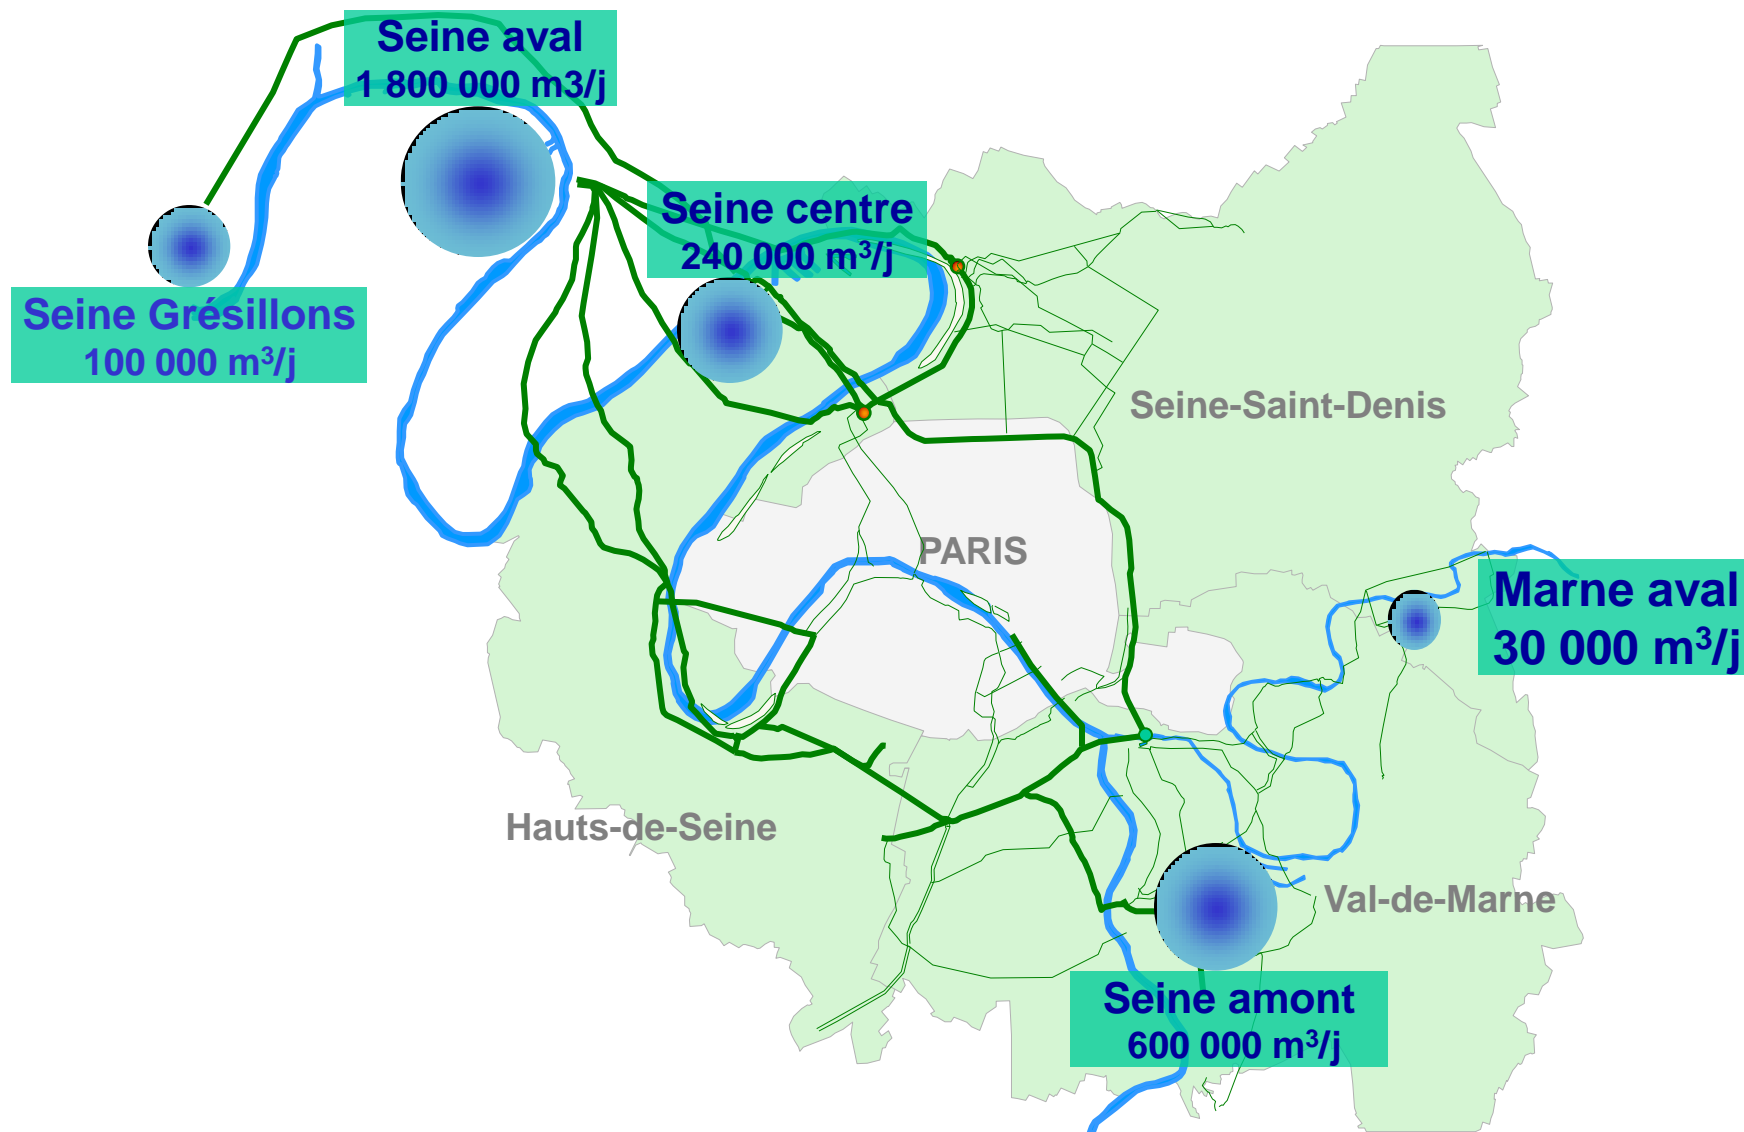 Seine aval
1 800 000 m3/j
Seine centre
240 000 m³/j
Seine Grésillons
100 000 m³/j
Seine-Saint-Denis
PARIS
Marne aval
30 000 m³/j
Hauts-de-Seine
Val-de-Marne
Seine amont
600 000 m³/j